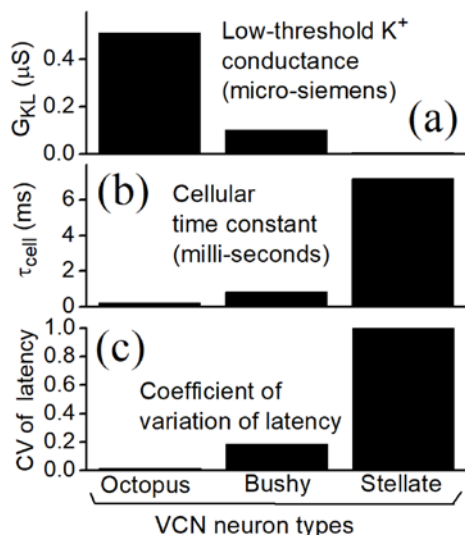 Low-threshold K⁺
conductance
(micro-siemens)
(a)
G_KL (μS)
0.4
0.2
0.0
(b)
Cellular
time constant
(milli-seconds)
τ_cell (ms)
6
4
2
0
(c)
Coefficient of
variation of latency
CV of latency
1.0
0.8
0.6
0.4
0.2
0.0
Octopus Bushy Stellate
VCN neuron types